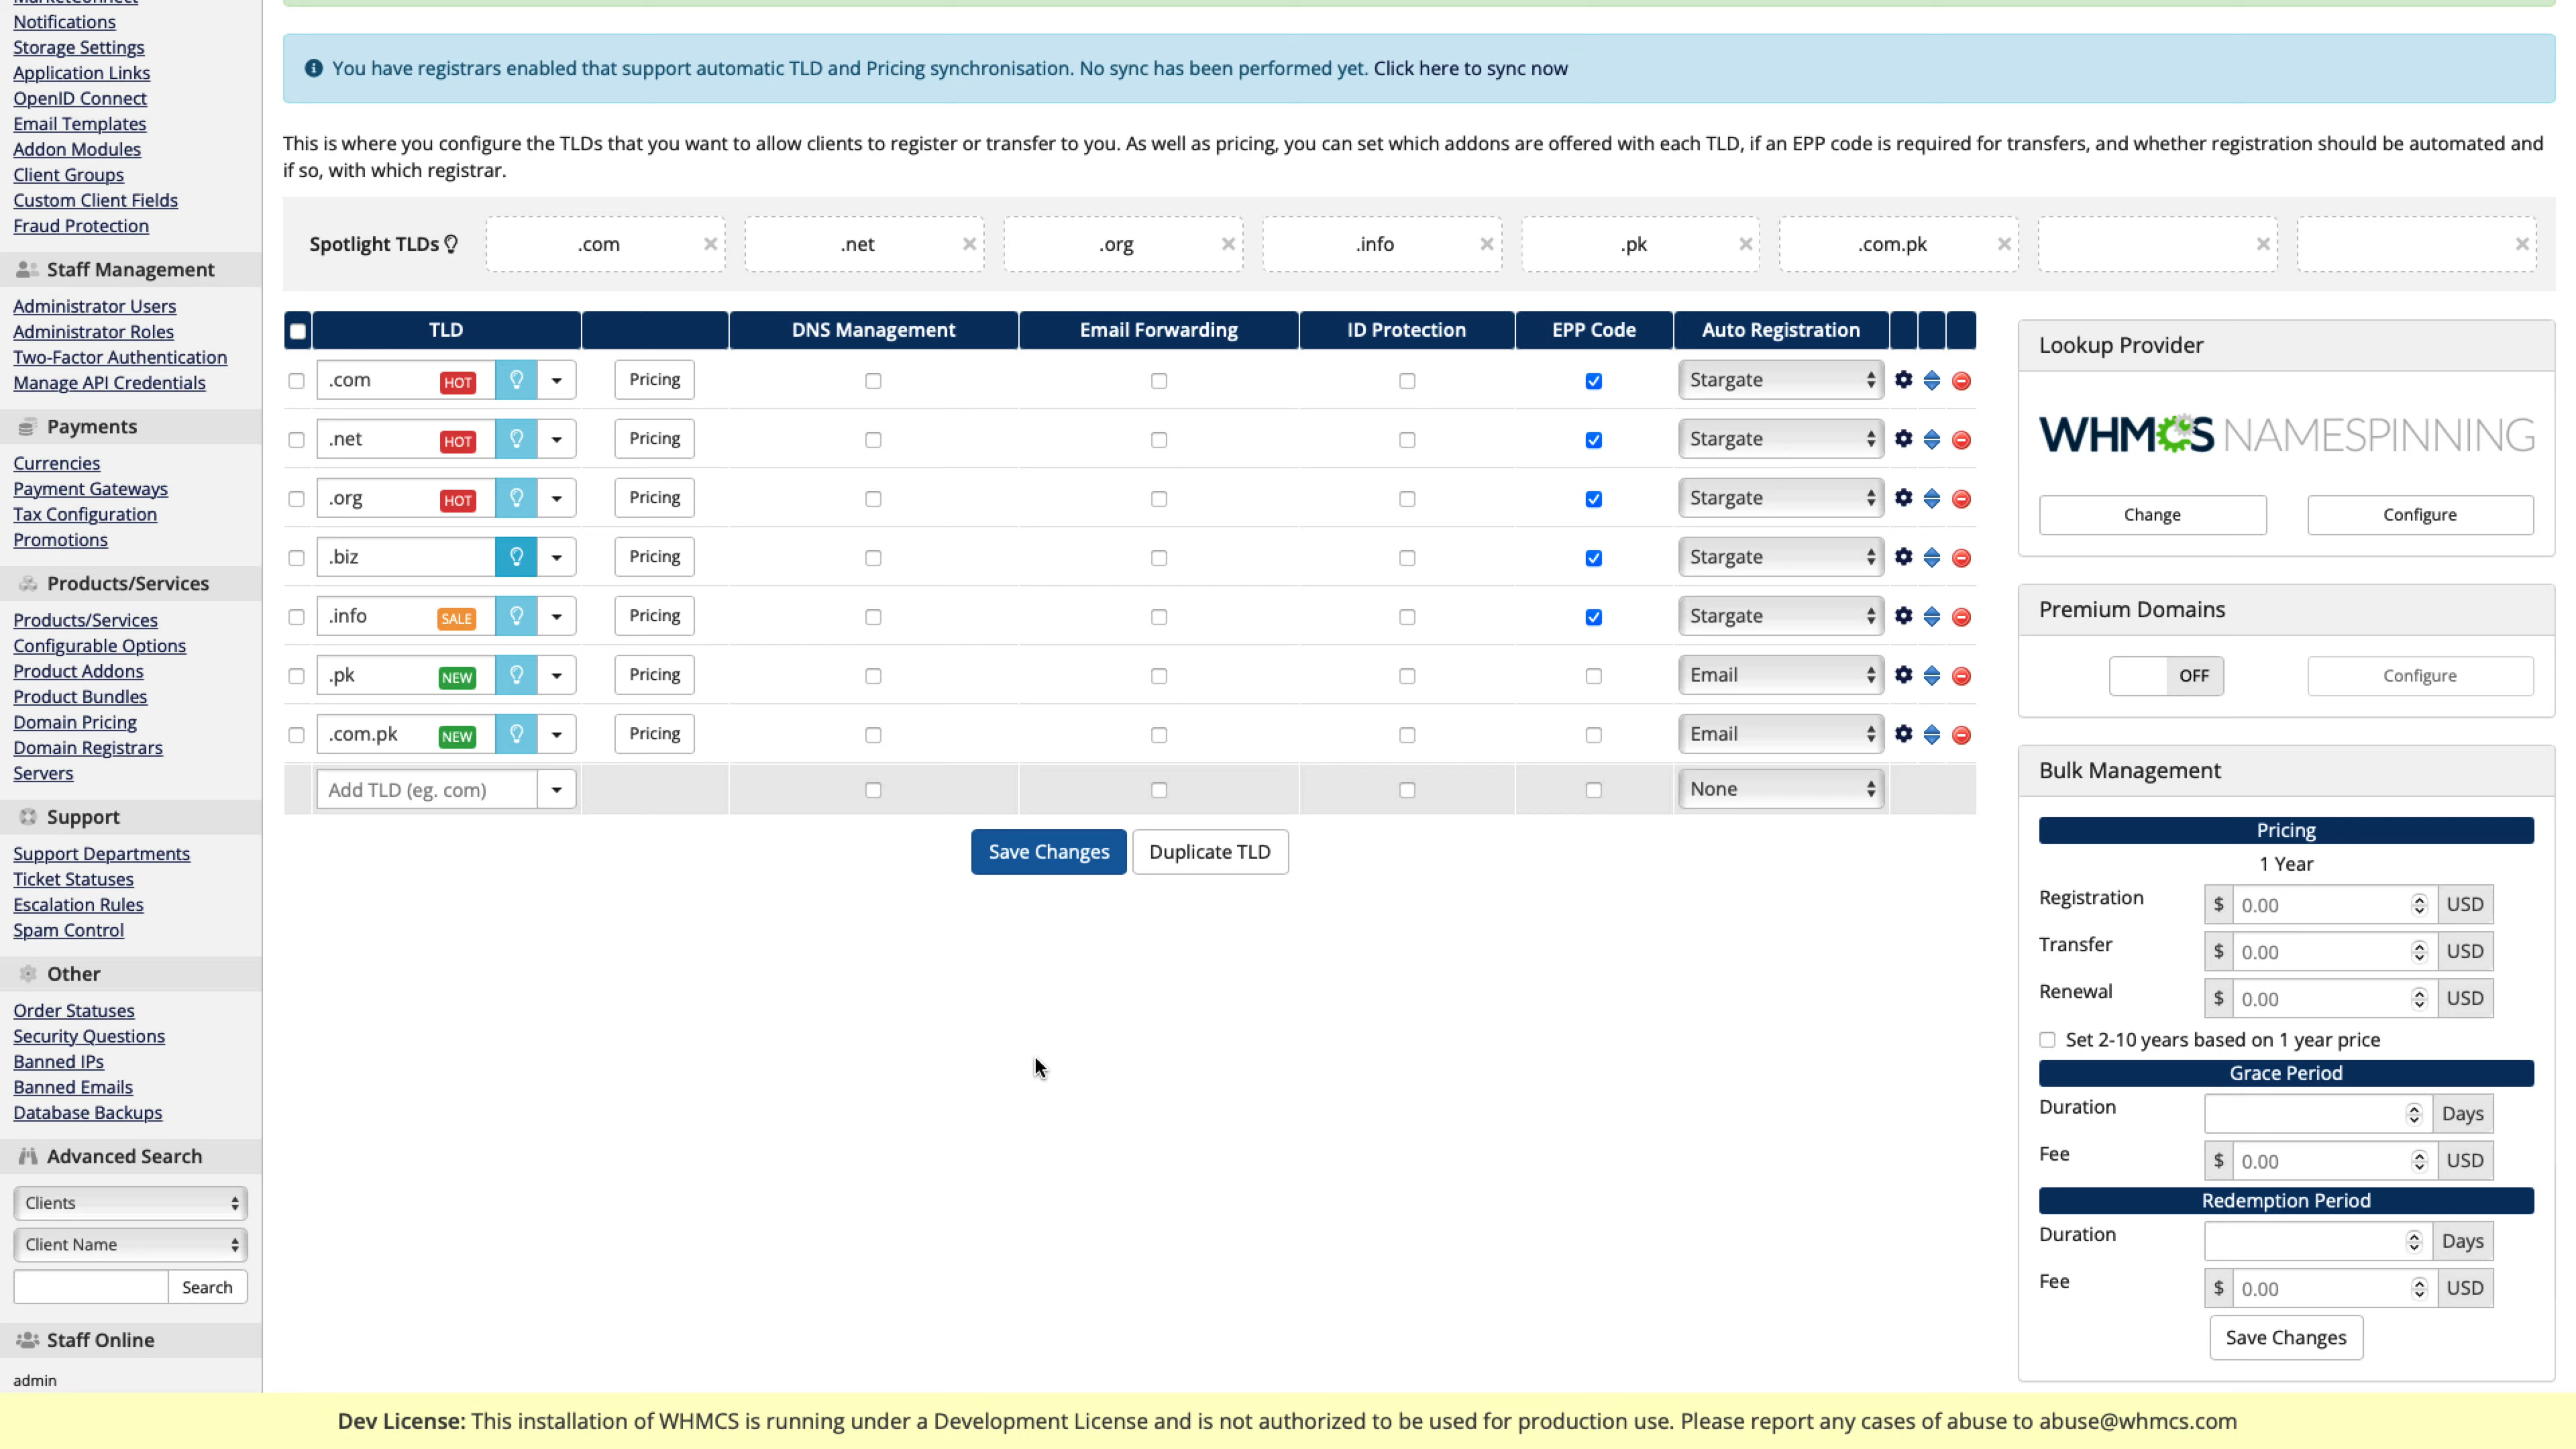 MarketConnect
Notifications
Storage Settings
Application Links
OpenID Connect
Email Templates
Addon Modules
Client Groups
Custom Client Fields
Fraud Protection
Staff Management
Administrator Users
Administrator Roles
Two-Factor Authentication
Manage API Credentials
Payments
Currencies
Payment Gateways
Tax Configuration
Promotions
Products/Services
Products/Services
Configurable Options
Product Addons
Product Bundles
Domain Pricing
Domain Registrars
Servers
Support
Support Departments
Ticket Statuses
Escalation Rules
Spam Control
Other
Order Statuses
Security Questions
Banned IPs
Banned Emails
Database Backups
Advanced Search
Clients
Client Name
Search
Staff Online
admin
You have registrars enabled that support automatic TLD and Pricing synchronisation. No sync has been performed yet. Click here to sync now
This is where you configure the TLDs that you want to allow clients to register or transfer to you. As well as pricing, you can set which addons are offered with each TLD, if an EPP code is required for transfers, and whether registration should be automated and
if so, with which registrar.
Spotlight TLDs .com .net .org .info .pk .com.pk
TLD DNS Management Email Forwarding ID Protection EPP Code Auto Registration
.com HOT Pricing Stargate
.net HOT Pricing Stargate
.org HOT Pricing Stargate
.biz Pricing Stargate
.info SALE Pricing Stargate
.pk NEW Pricing Email
.com.pk NEW Pricing Email
Add TLD (eg. com) None
Save Changes Duplicate TLD
Lookup Provider
WHMCS NAMESPINNING
Change Configure
Premium Domains
OFF Configure
Bulk Management
Pricing
1 Year
Registration $ 0.00 USD
Transfer $ 0.00 USD
Renewal $ 0.00 USD
Set 2-10 years based on 1 year price
Grace Period
Duration Days
Fee $ 0.00 USD
Redemption Period
Duration Days
Fee $ 0.00 USD
Save Changes
Dev License: This installation of WHMCS is running under a Development License and is not authorized to be used for production use. Please report any cases of abuse to abuse@whmcs.com